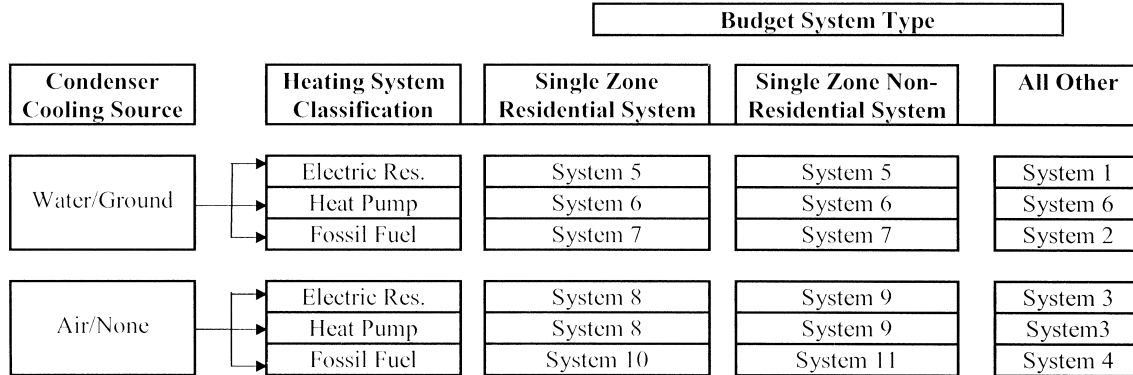 Budget System Type
Condenser Heating System Single Zone Single Zone Non- All Other
Cooling Source Classification Residential System Residential System
Electric Res. System 5 System 5 System 1
Water/Ground Heat Pump System 6 System 6 System 6
Fossil Fuel System 7 System 7 System 2
Electric Res. System 8 System 9 System 3
Air/None Heat Pump System 8 System 9 System3
Fossil Fuel System 10 System 11 System 4